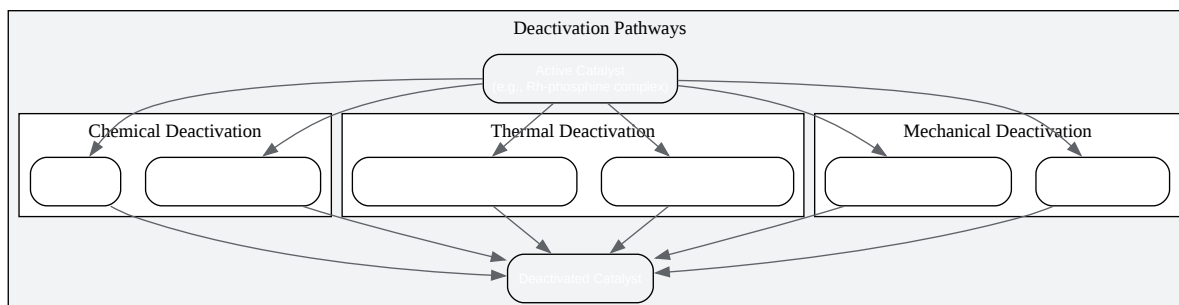 Deactivation Pathways
Active Catalyst
(e.g., Rh-phosphine complex)
Chemical Deactivation
Thermal Deactivation
Mechanical Deactivation
Deactivated Catalyst